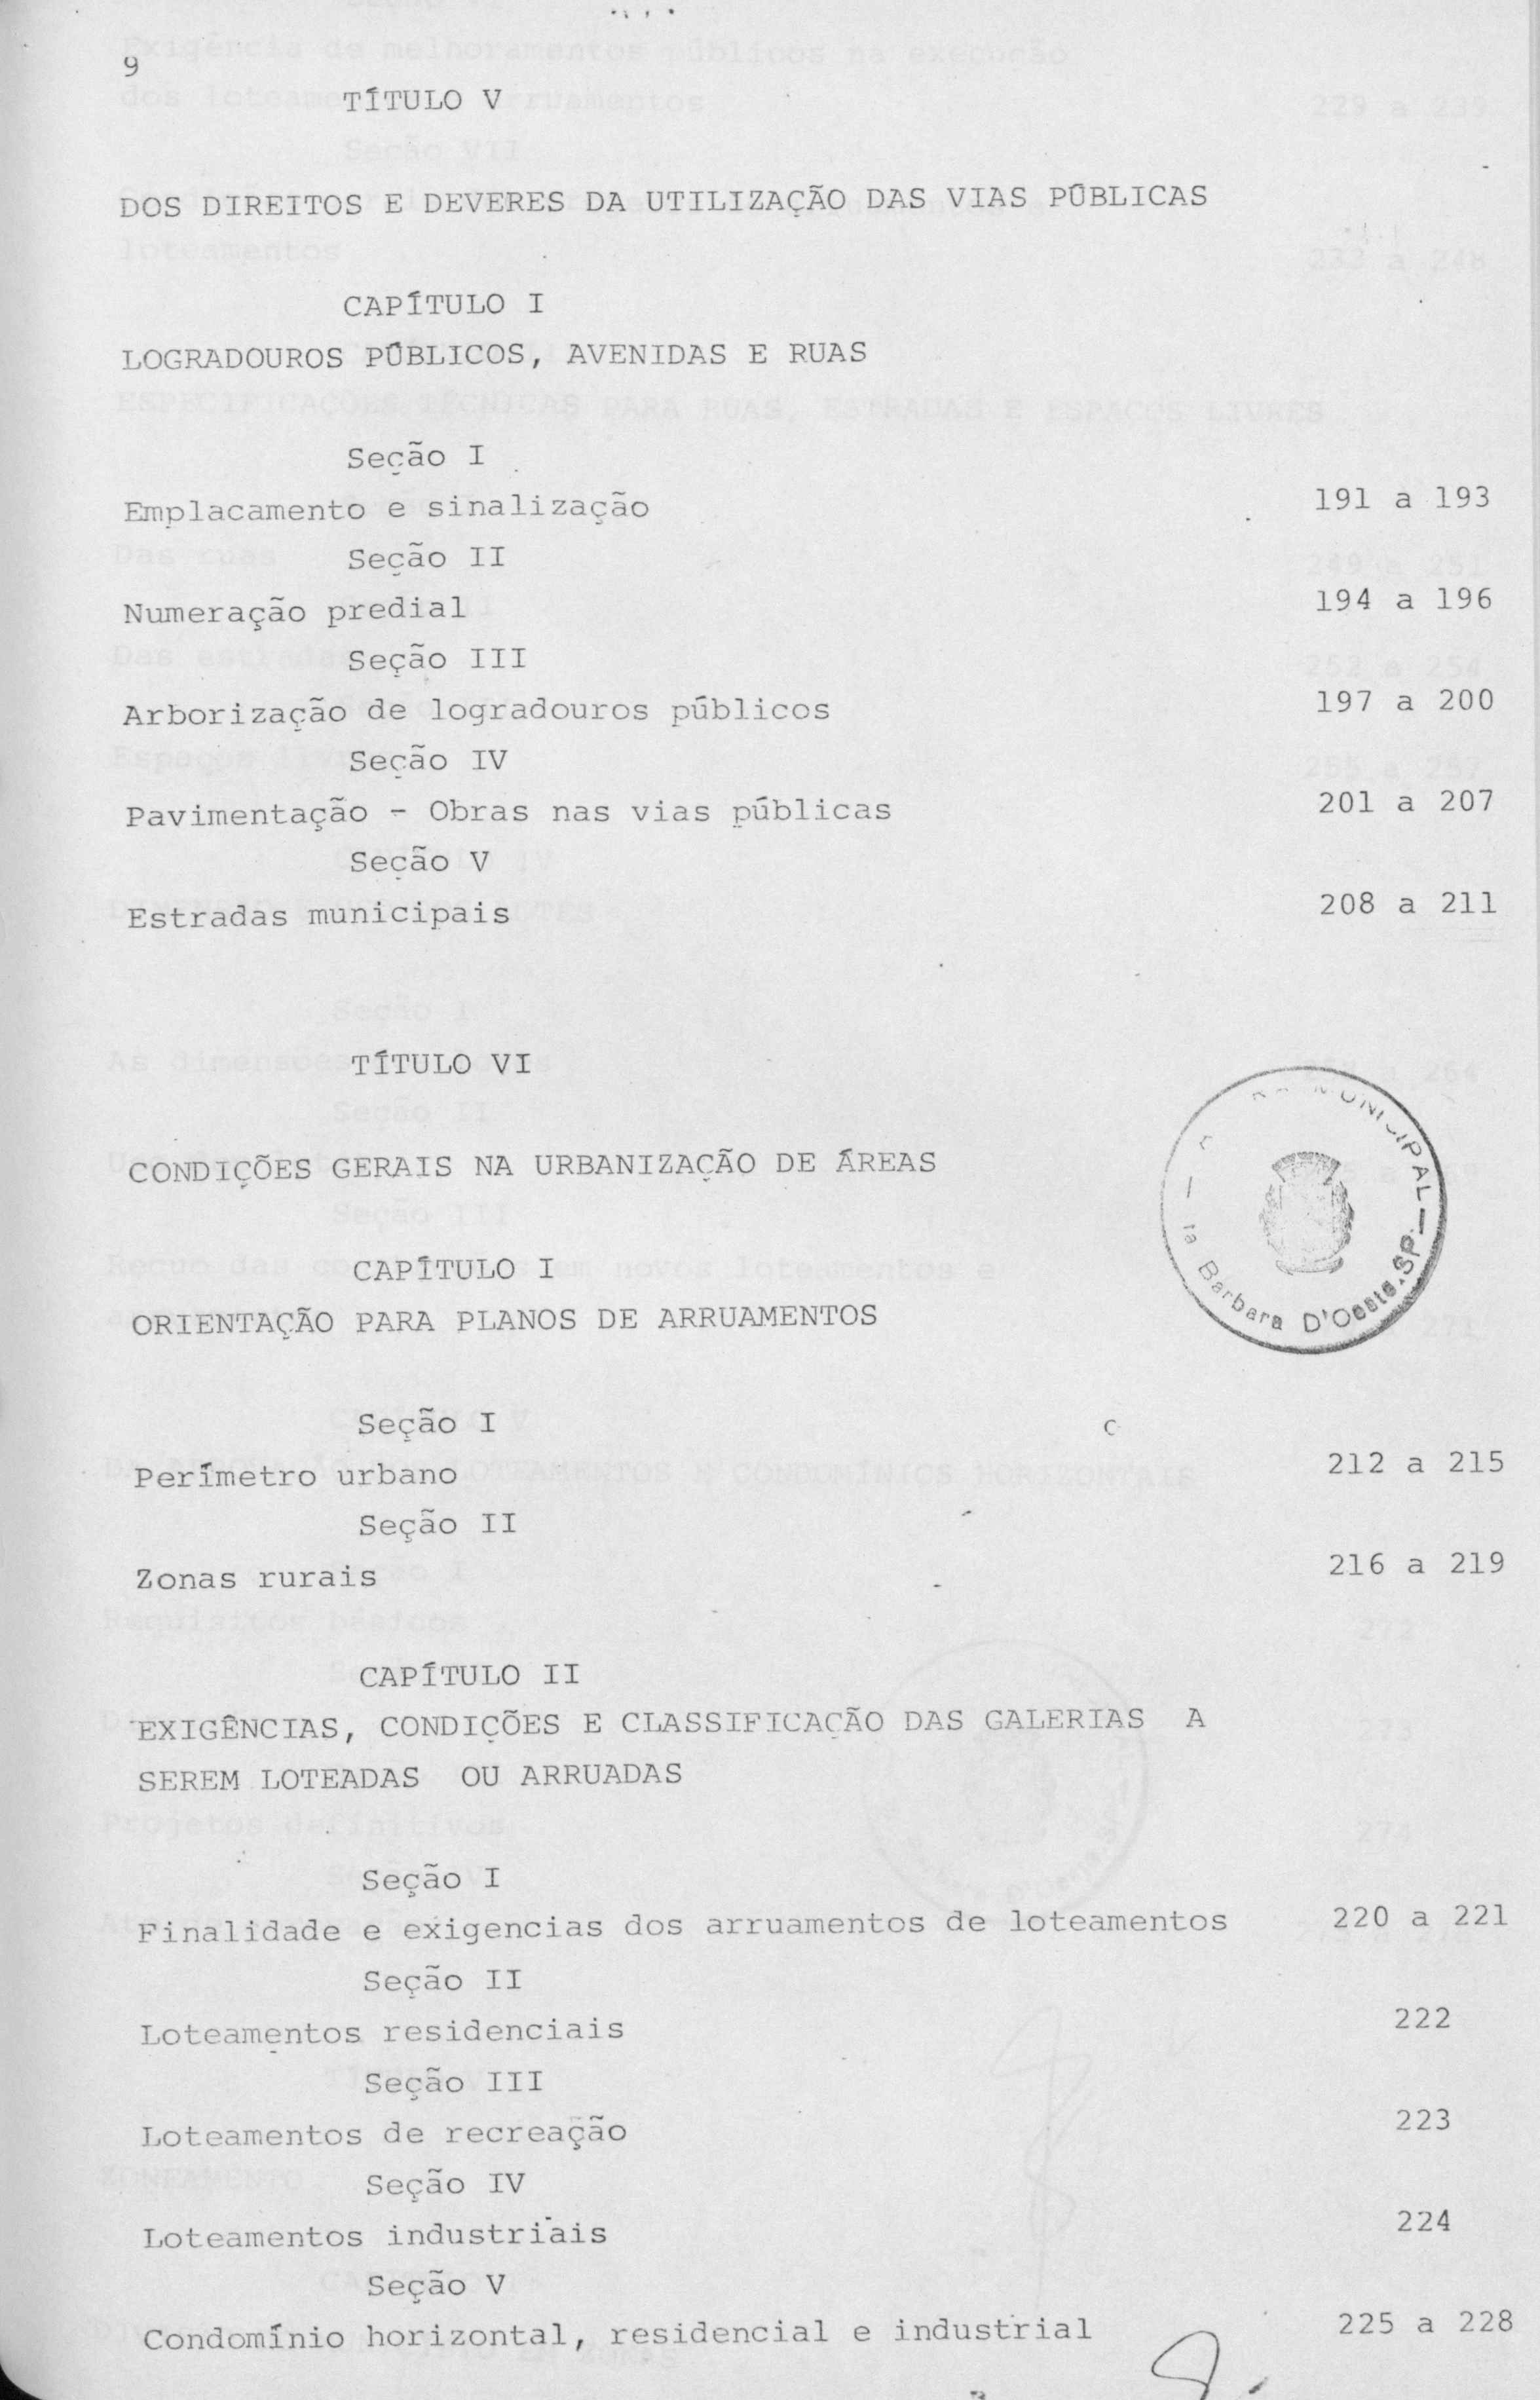 9
TÍTULO V
DOS DIREITOS E DEVERES DA UTILIZAÇÃO DAS VIAS PÚBLICAS
CAPÍTULO I
LOGRADOUROS PÚBLICOS, AVENIDAS E RUAS
Seção I
Emplacamento e sinalização 191 a 193
Seção II
Numeração predial 194 a 196
Seção III
Arborização de logradouros públicos 197 a 200
Seção IV
Pavimentação - Obras nas vias públicas 201 a 207
Seção V
Estradas municipais 208 a 211
TÍTULO VI
CONDIÇÕES GERAIS NA URBANIZAÇÃO DE ÁREAS
CAPÍTULO I
ORIENTAÇÃO PARA PLANOS DE ARRUAMENTOS
MUNICIPAL
Barbara D'Oeste.SP.
Seção I
Perímetro urbano 212 a 215
Seção II
Zonas rurais 216 a 219
CAPÍTULO II
EXIGÊNCIAS, CONDIÇÕES E CLASSIFICAÇÃO DAS GALERIAS A
SEREM LOTEADAS OU ARRUADAS
Seção I
Finalidade e exigencias dos arruamentos de loteamentos 220 a 221
Seção II
Loteamentos residenciais 222
Seção III
Loteamentos de recreação 223
Seção IV
Loteamentos industriais 224
Seção V
Condomínio horizontal, residencial e industrial 225 a 228